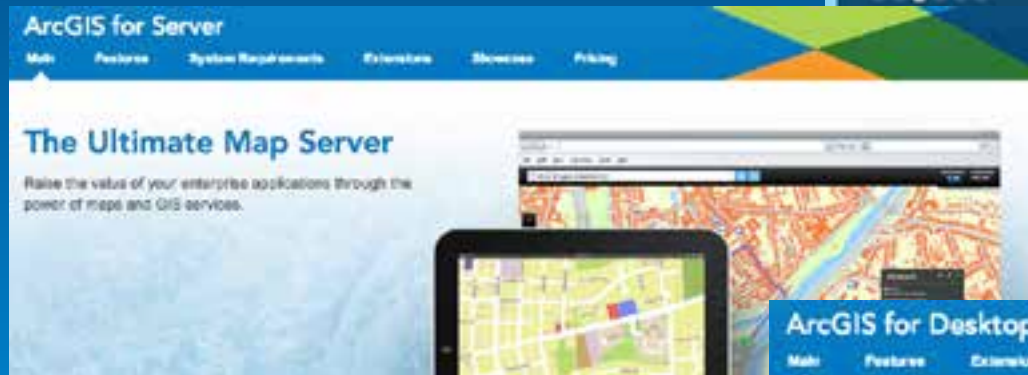 ArcGIS for Server
Main Features System Requirements Extensions Showcase Pricing
The Ultimate Map Server
Raise the value of your enterprise applications through the
power of maps and GIS services.
ArcGIS for Desktop
Main Features